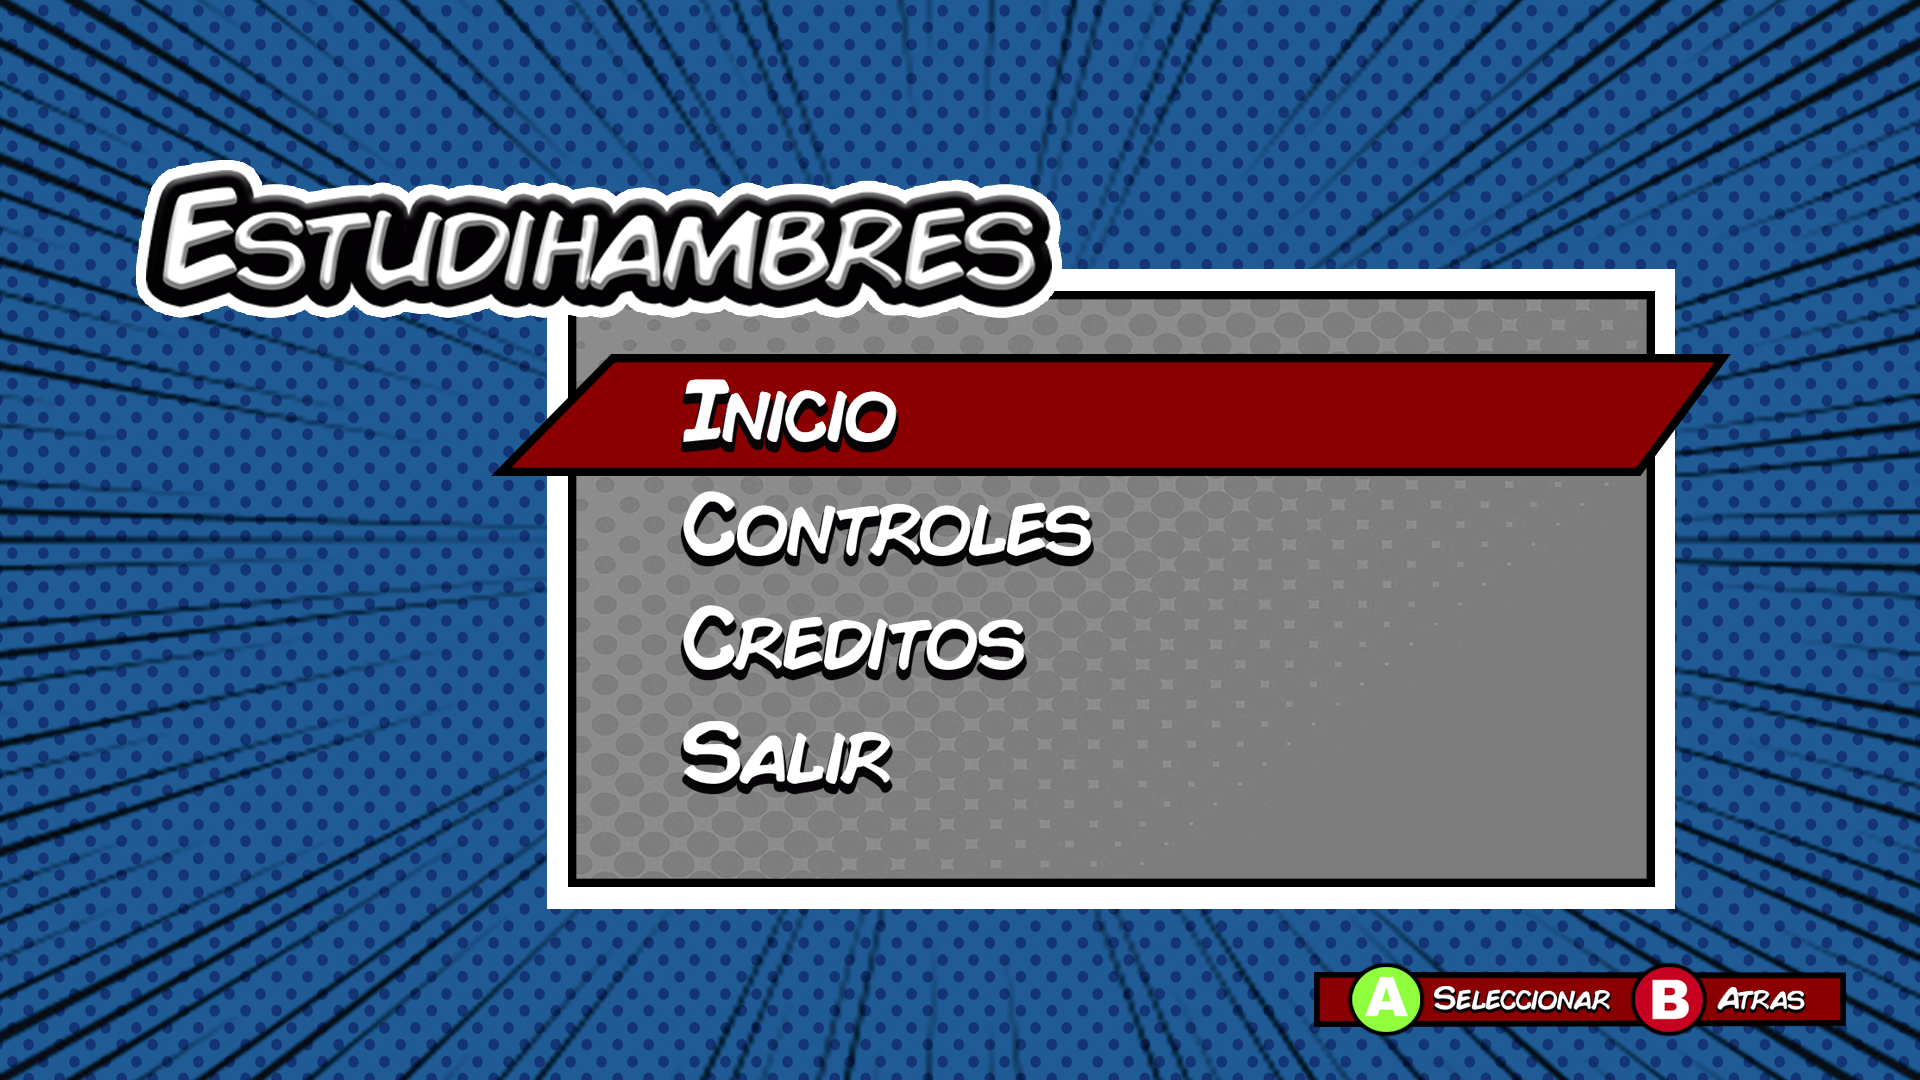 Estudihambres
Inicio
Controles
Creditos
Salir
A Seleccionar B Atras